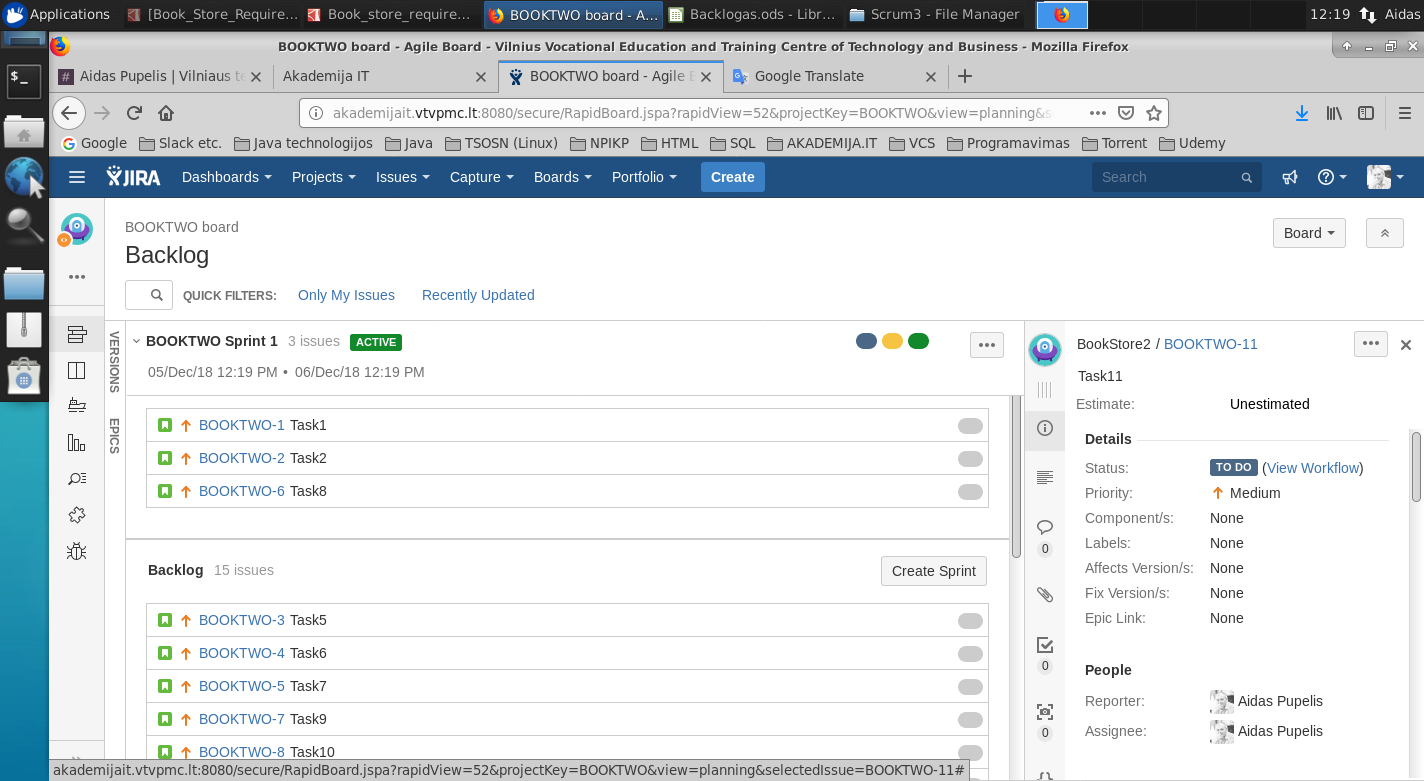 Applications [Book_Store_Require... Book_store_require... BOOKTWO board - A... Backlogas.ods - Libr... Scrum3 - File Manager 12:19 Aidas
BOOKTWO board - Agile Board - Vilnius Vocational Education and Training Centre of Technology and Business - Mozilla Firefox
Aidas Pupelis | Vilniaus te Akademija IT BOOKTWO board - Agile B Google Translate
akademijait.vtvpmc.lt:8080/secure/RapidBoard.jspa?rapidView=52&projectKey=BOOKTWO&view=planning&s
Google Slack etc. Java technologijos Java TSOSN (Linux) NPIKP HTML SQL AKADEMIJA.IT VCS Programavimas Torrent Udemy
JIRA Dashboards Projects Issues Capture Boards Portfolio Create Search
BOOKTWO board
Backlog
Board
QUICK FILTERS: Only My Issues Recently Updated
VERSIONS
EPICS
BOOKTWO Sprint 1 3 issues ACTIVE
05/Dec/18 12:19 PM • 06/Dec/18 12:19 PM
BOOKTWO-1 Task1
BOOKTWO-2 Task2
BOOKTWO-6 Task8
Backlog 15 issues Create Sprint
BOOKTWO-3 Task5
BOOKTWO-4 Task6
BOOKTWO-5 Task7
BOOKTWO-7 Task9
BOOKTWO-8 Task10
BookStore2 / BOOKTWO-11
Task11
Estimate: Unestimated
Details
Status: TO DO (View Workflow)
Priority: Medium
Component/s: None
Labels: None
Affects Version/s: None
Fix Version/s: None
Epic Link: None
People
Reporter: Aidas Pupelis
Assignee: Aidas Pupelis
0
0
0
akademijait.vtvpmc.lt:8080/secure/RapidBoard.jspa?rapidView=52&projectKey=BOOKTWO&view=planning&selectedIssue=BOOKTWO-11#